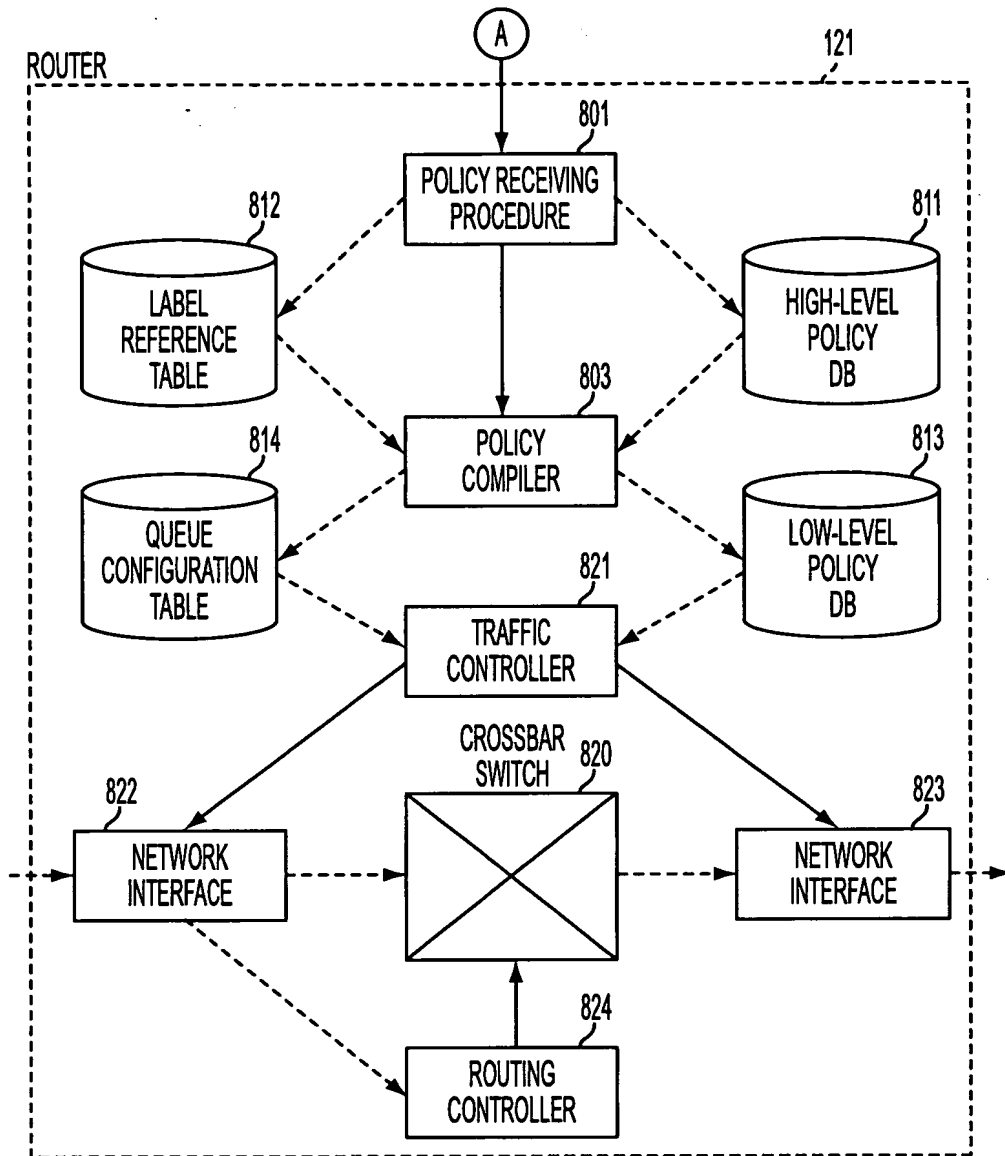 A
ROUTER
121
801
POLICY RECEIVING
PROCEDURE
812
LABEL
REFERENCE
TABLE
811
HIGH-LEVEL
POLICY
DB
803
POLICY
COMPILER
814
QUEUE
CONFIGURATION
TABLE
813
LOW-LEVEL
POLICY
DB
821
TRAFFIC
CONTROLLER
CROSSBAR
SWITCH
820
822
NETWORK
INTERFACE
823
NETWORK
INTERFACE
824
ROUTING
CONTROLLER